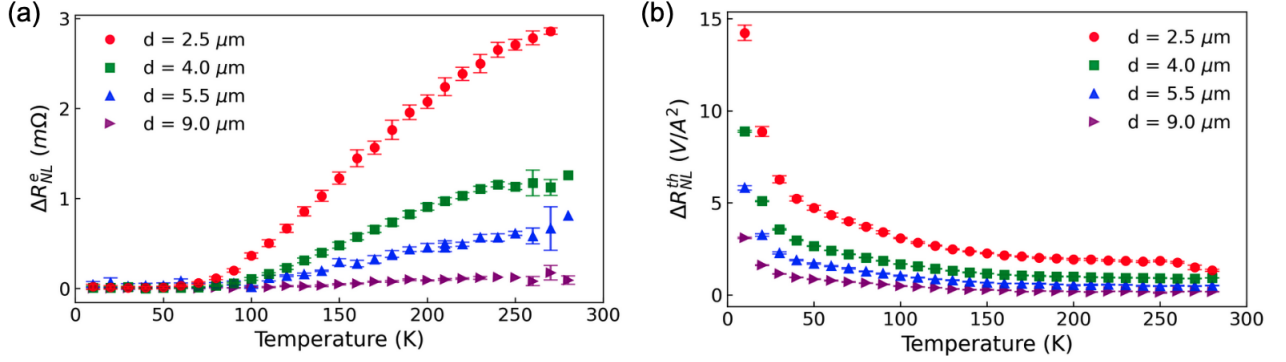 (a)
3
2
1
0
ΔR^e_NL (mΩ)
d = 2.5 μm
d = 4.0 μm
d = 5.5 μm
d = 9.0 μm
0 50 100 150 200 250 300
Temperature (K)
(b)
15
10
5
0
ΔR^th_NL (V/A²)
d = 2.5 μm
d = 4.0 μm
d = 5.5 μm
d = 9.0 μm
0 50 100 150 200 250 300
Temperature (K)